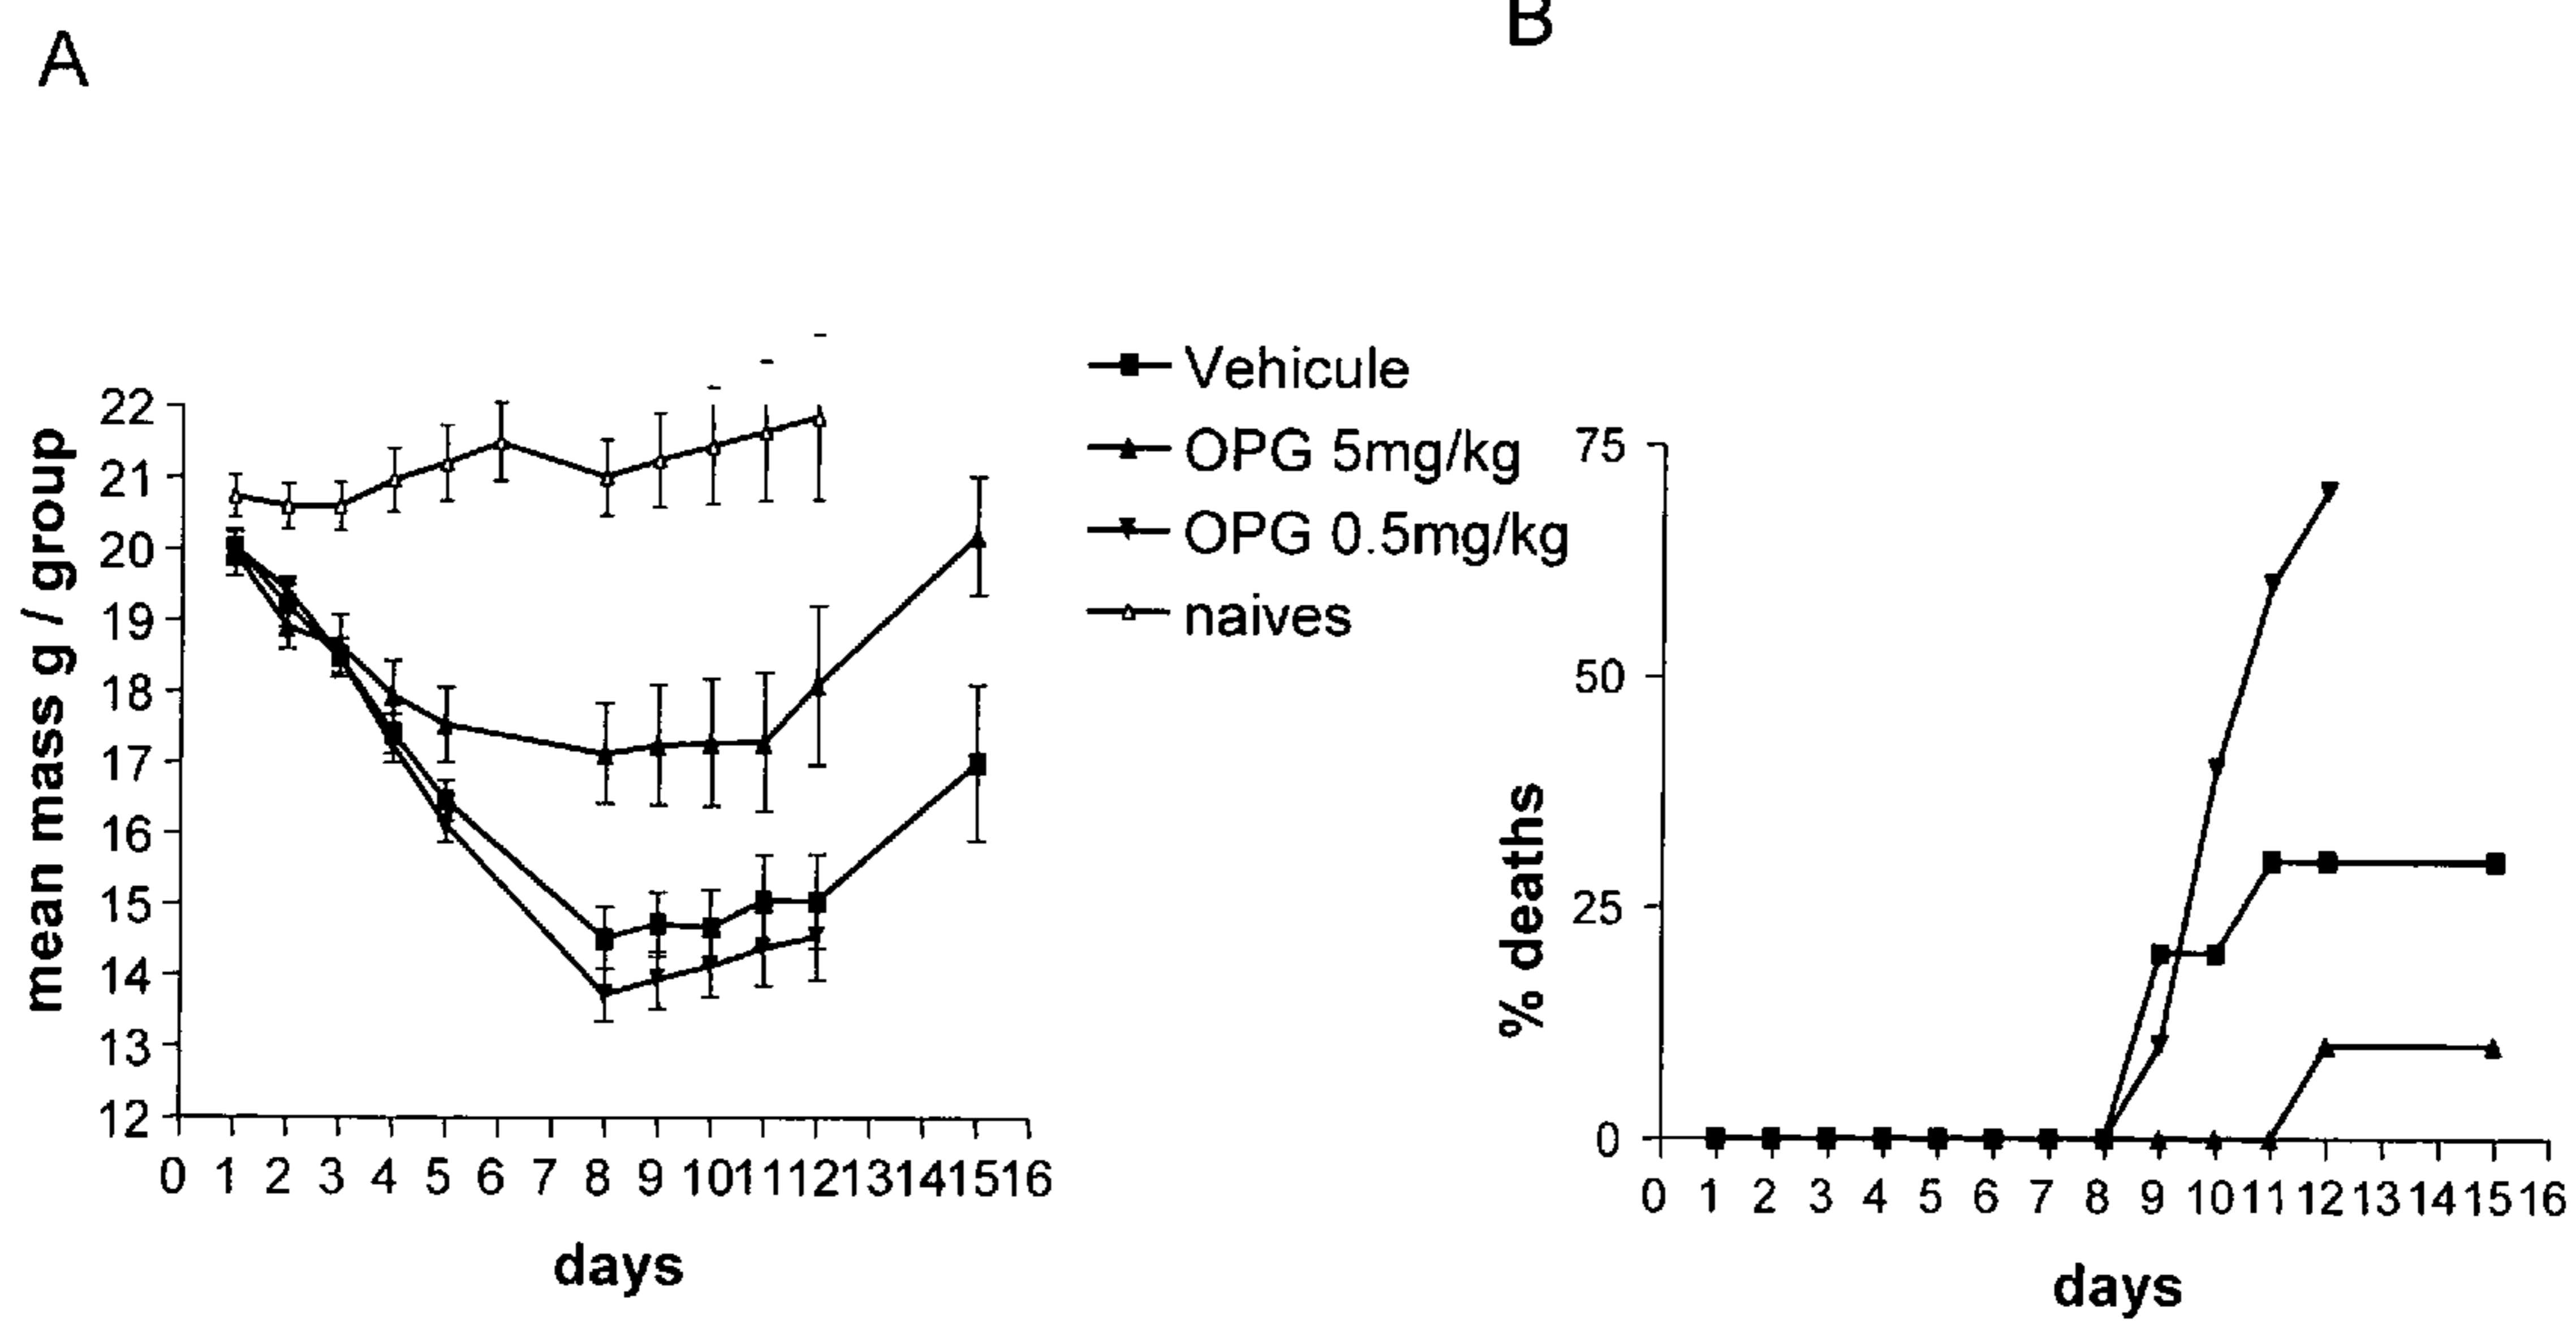 A
B
mean mass g / group
22
21
20
19
18
17
16
15
14
13
12
0 1 2 3 4 5 6 7 8 9 10 11 12 13 14 15 16
days
Vehicule
OPG 5mg/kg
OPG 0.5mg/kg
naives
% deaths
75
50
25
0
0 1 2 3 4 5 6 7 8 9 10 11 12 13 14 15 16
days